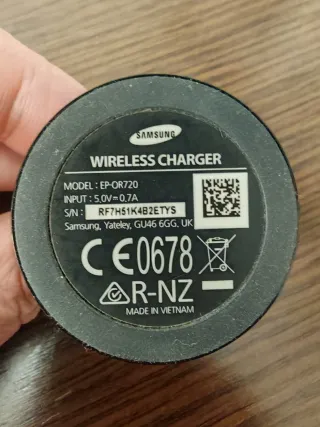 SAMSUNG
WIRELESS CHARGER
MODEL : EP-OR720
INPUT : 5.0V⎓0.7A
S/N : RF7H51K4B2ETYS
Samsung, Yateley, GU46 6GG. UK
CE0678
R-NZ
MADE IN VIETNAM